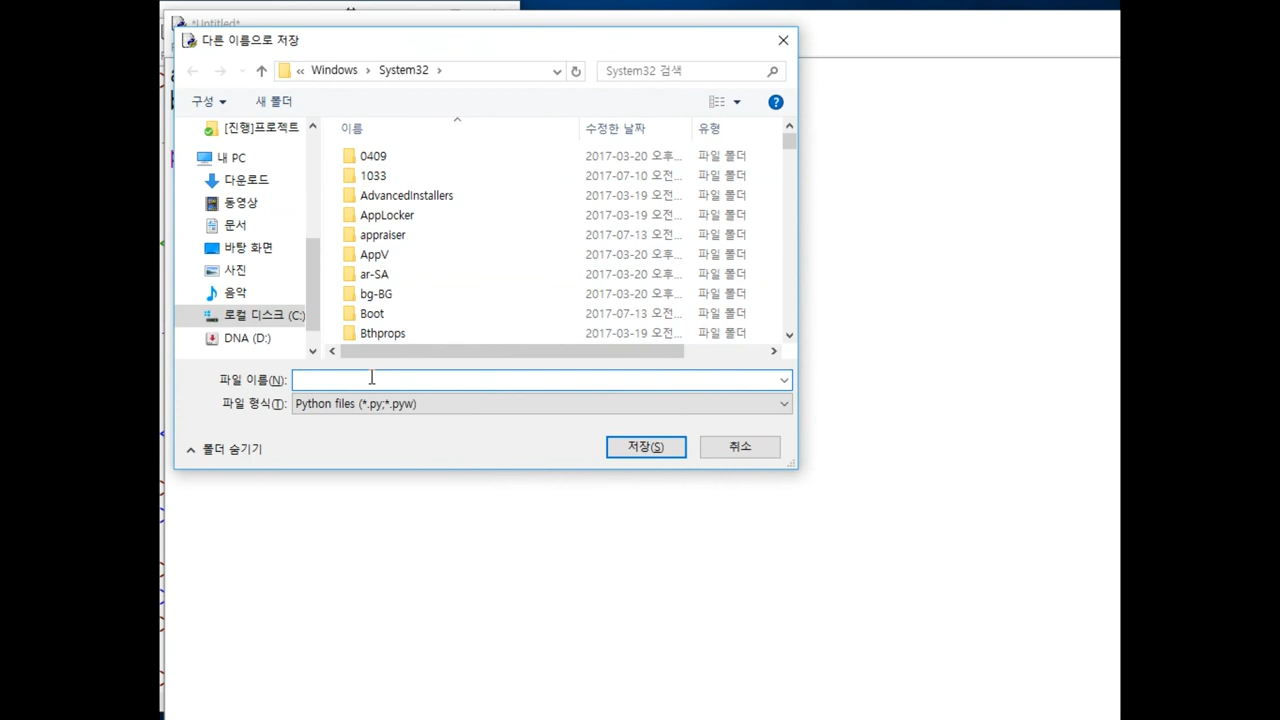 *Untitled*
다른 이름으로 저장
« Windows › System32 ›
System32 검색
구성 새 폴더
이름 수정한 날짜 유형
0409 2017-03-20 오후... 파일 폴더
1033 2017-07-10 오전... 파일 폴더
AdvancedInstallers 2017-03-19 오전... 파일 폴더
AppLocker 2017-03-19 오전... 파일 폴더
appraiser 2017-07-13 오전... 파일 폴더
AppV 2017-03-20 오후... 파일 폴더
ar-SA 2017-03-20 오후... 파일 폴더
bg-BG 2017-03-20 오후... 파일 폴더
Boot 2017-07-13 오전... 파일 폴더
Bthprops 2017-03-19 오전... 파일 폴더
[진행]프로젝트
내 PC
다운로드
동영상
문서
바탕 화면
사진
음악
로컬 디스크 (C:)
DNA (D:)
파일 이름(N):
파일 형식(T): Python files (*.py;*.pyw)
폴더 숨기기
저장(S) 취소